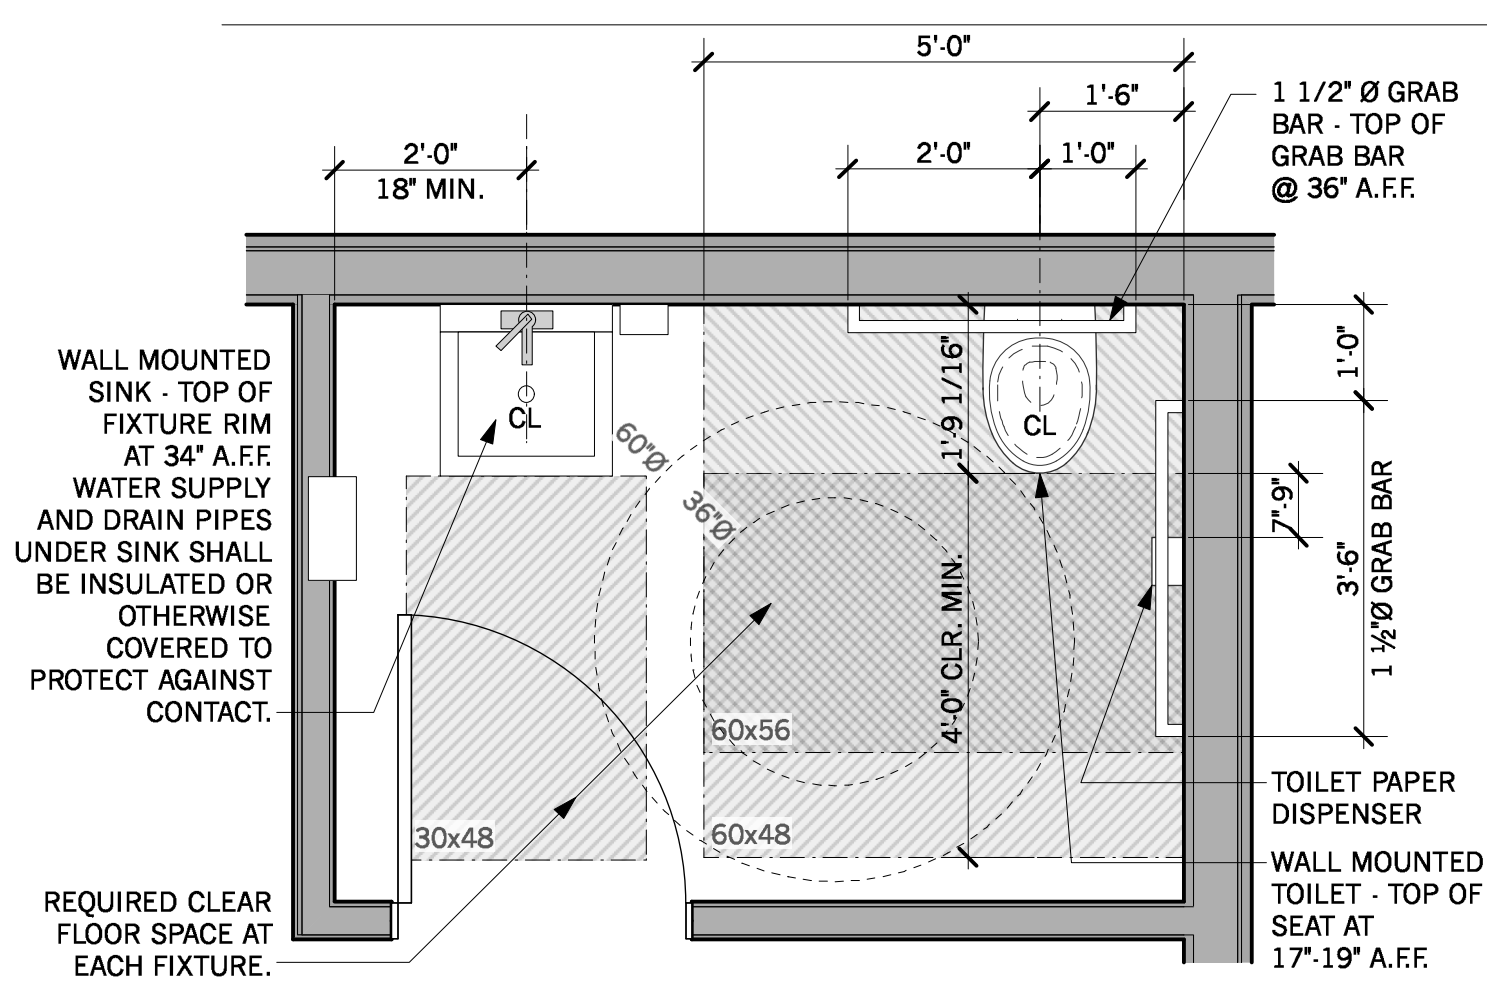 5'-0"
1'-6"
2'-0"
18" MIN.
2'-0"
1'-0"
1 1/2" Ø GRAB
BAR - TOP OF
GRAB BAR
@ 36" A.F.F.
WALL MOUNTED
SINK - TOP OF
FIXTURE RIM
AT 34" A.F.F.
WATER SUPPLY
AND DRAIN PIPES
UNDER SINK SHALL
BE INSULATED OR
OTHERWISE
COVERED TO
PROTECT AGAINST
CONTACT.
CL
60"Ø
36"Ø
1'-9 1/16"
CL
4'-0" CLR. MIN.
1'-0"
7"-9"
3'-6"
1 ½"Ø GRAB BAR
60x56
30x48
60x48
TOILET PAPER
DISPENSER
WALL MOUNTED
TOILET - TOP OF
SEAT AT
17"-19" A.F.F.
REQUIRED CLEAR
FLOOR SPACE AT
EACH FIXTURE.